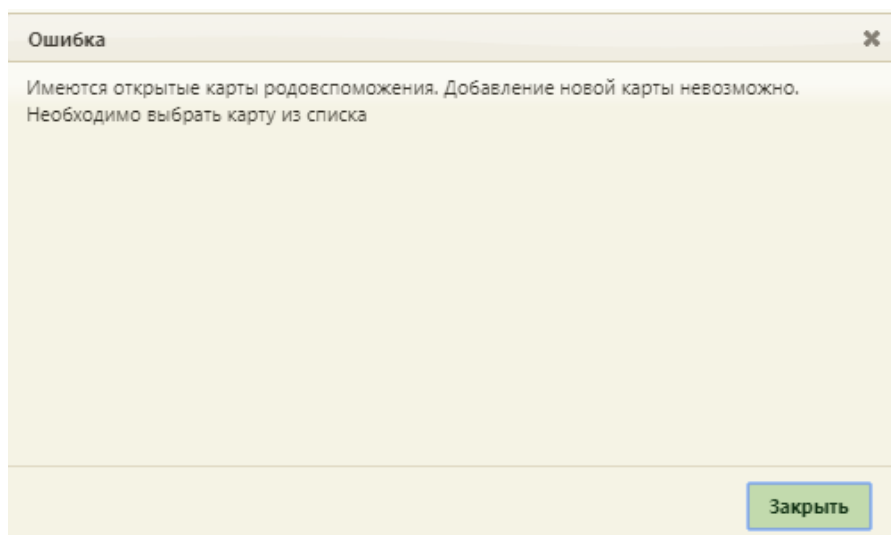 Ошибка
Имеются открытые карты родовспоможения. Добавление новой карты невозможно.
Необходимо выбрать карту из списка
Закрыть